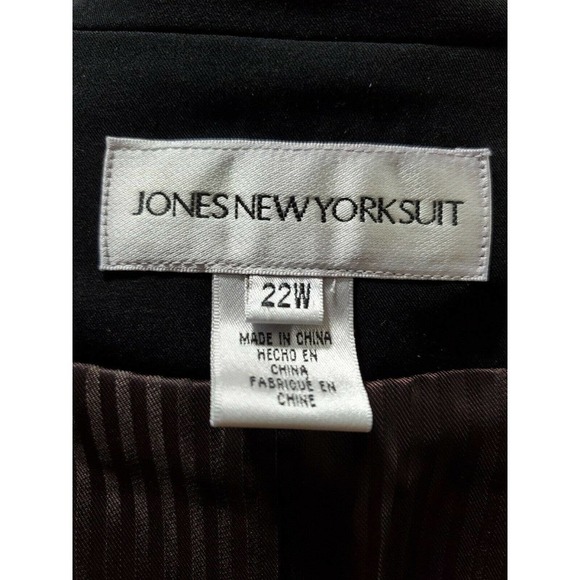 JONES NEW YORK SUIT
22W
MADE IN CHINA
HECHO EN
CHINA
FABRIQUE EN
CHINE